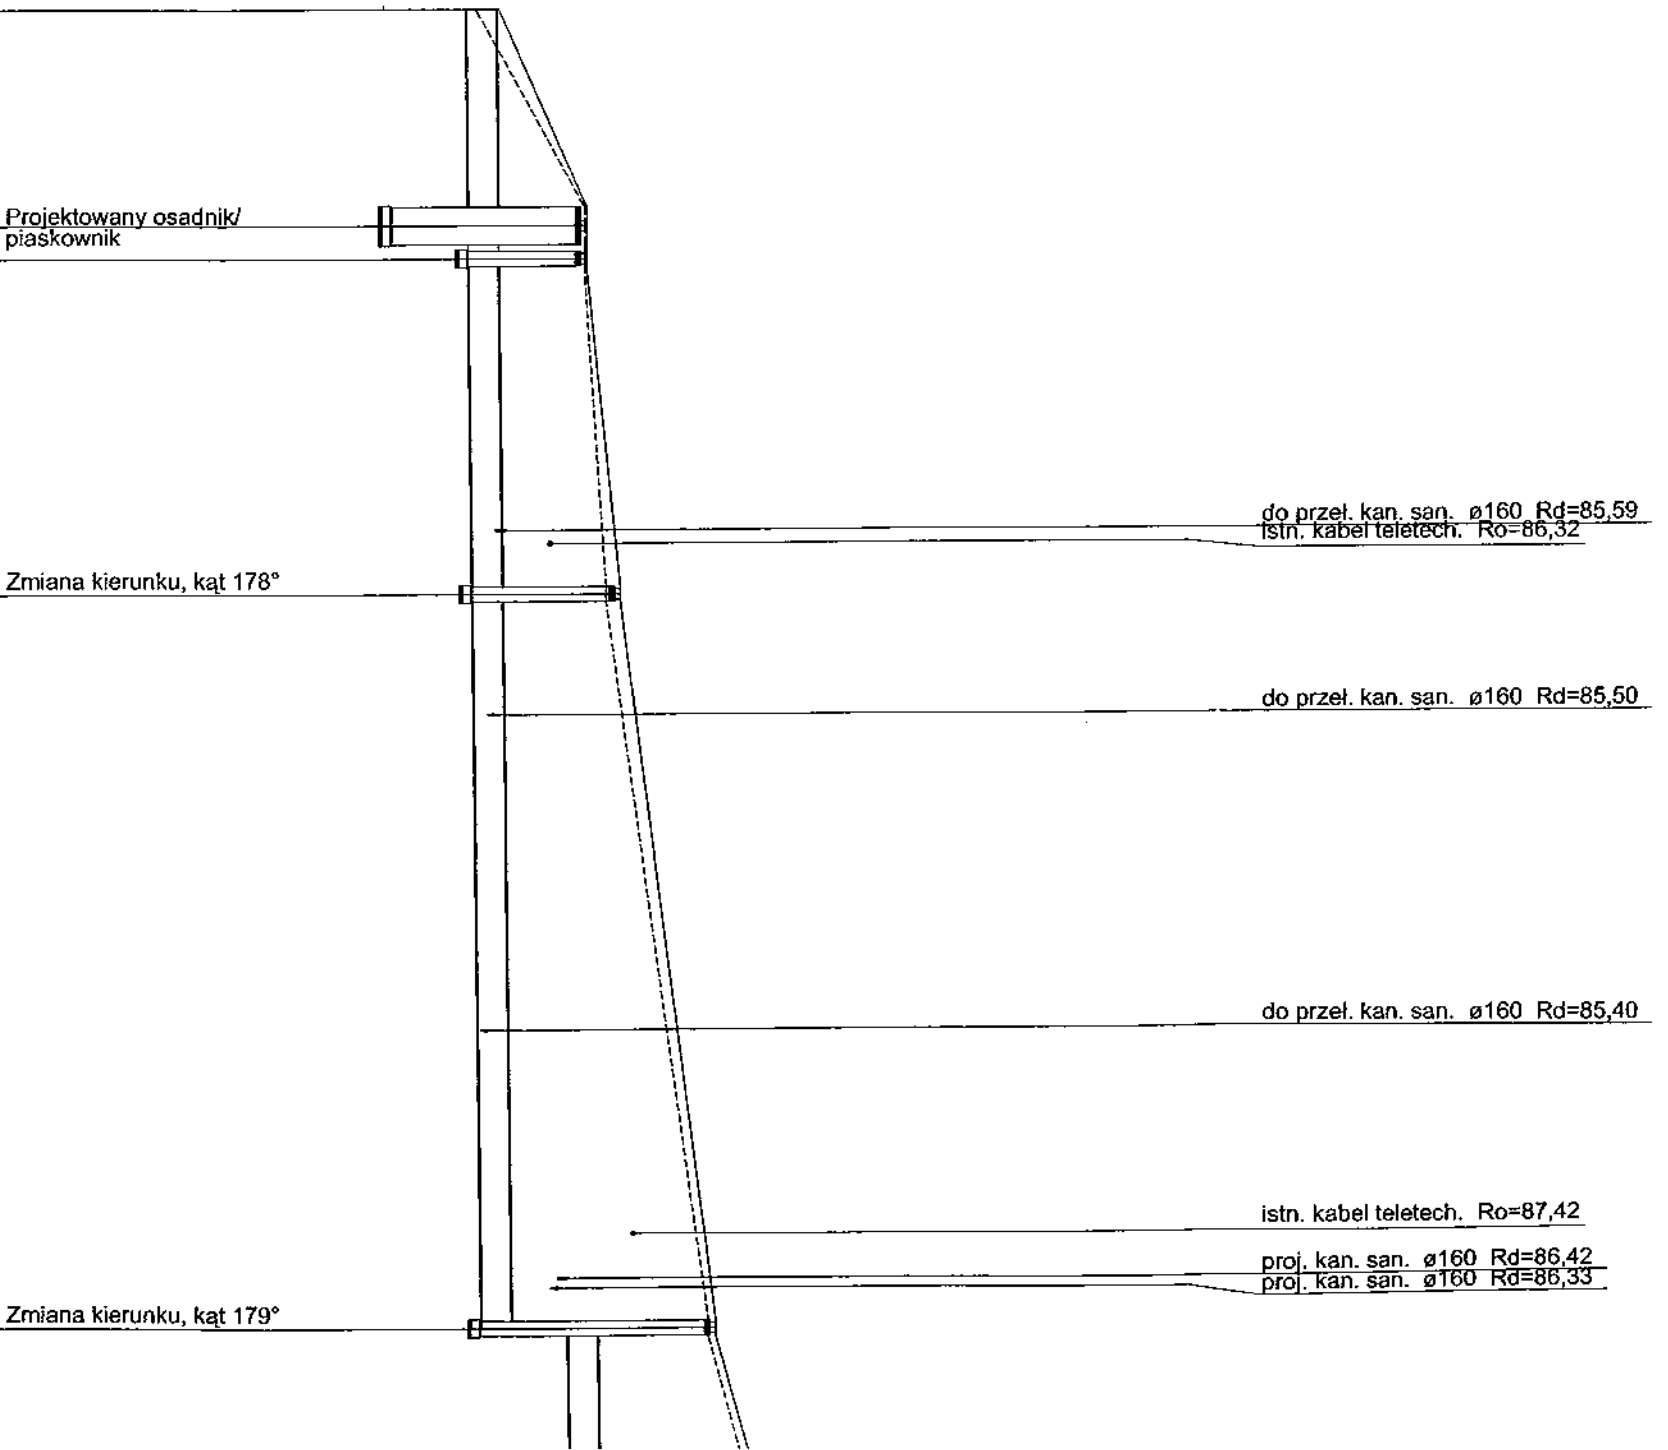 Projektowany osadnik/
piaskownik
do przeł. kan. san. ø160 Rd=85,59
istn. kabel teletech. Ro=86,32
Zmiana kierunku, kąt 178°
do przeł. kan. san. ø160 Rd=85,50
do przeł. kan. san. ø160 Rd=85,40
istn. kabel teletech. Ro=87,42
proj. kan. san. ø160 Rd=86,42
proj. kan. san. ø160 Rd=86,33
Zmiana kierunku, kąt 179°